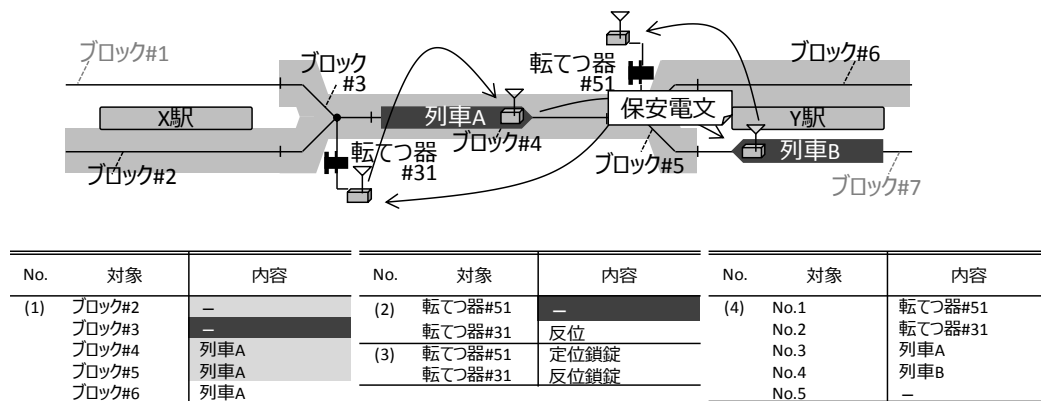 ブロック#1
ブロック
#3
転てつ器
#51
ブロック#6
X駅
列車A
保安電文
Y駅
ブロック#4
列車B
ブロック#2
転てつ器
#31
ブロック#5
ブロック#7
No. 対象 内容
(1) ブロック#2 −
ブロック#3 −
ブロック#4 列車A
ブロック#5 列車A
ブロック#6 列車A
No. 対象 内容
(2) 転てつ器#51 −
転てつ器#31 反位
(3) 転てつ器#51 定位鎖錠
転てつ器#31 反位鎖錠
No. 対象 内容
(4) No.1 転てつ器#51
No.2 転てつ器#31
No.3 列車A
No.4 列車B
No.5 −